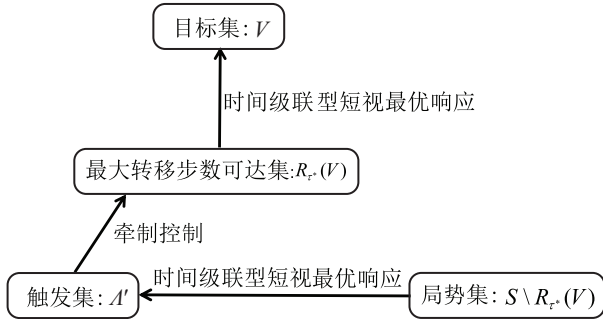 目标集: V
时间级联型短视最优响应
最大转移步数可达集:R_{τ*}(V)
牵制控制
时间级联型短视最优响应
触发集: Λ′
局势集: S \ R_{τ*}(V)